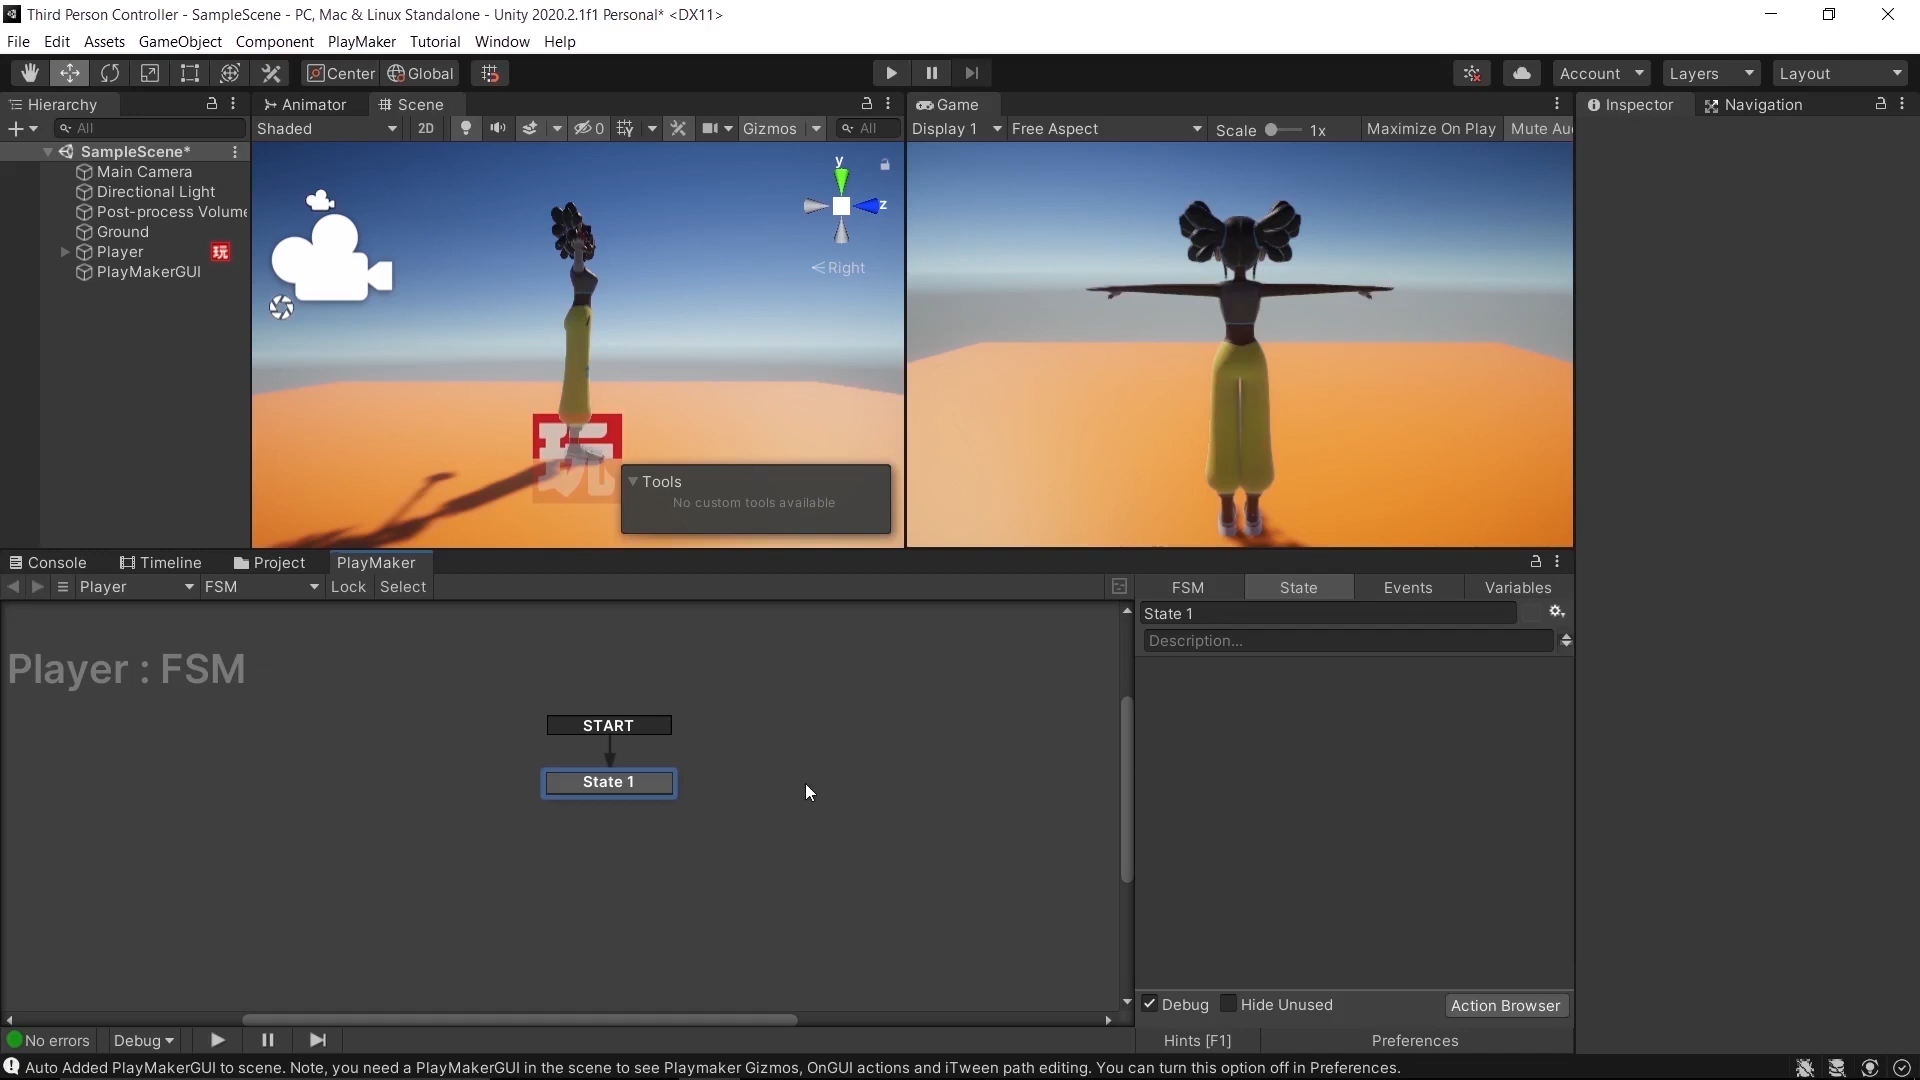 Third Person Controller - SampleScene - PC, Mac & Linux Standalone - Unity 2020.2.1f1 Personal* <DX11>
File Edit Assets GameObject Component PlayMaker Tutorial Window Help
Center Global Account Layers Layout
Hierarchy Animator Scene Game Inspector Navigation
All Shaded 2D 0 Gizmos All Display 1 Free Aspect Scale 1x Maximize On Play Mute Au
SampleScene*
Main Camera
Directional Light
Post-process Volume
Ground
Player 玩
PlayMakerGUI
y
z
Right
玩
Tools
No custom tools available
Console Timeline Project PlayMaker
Player FSM Lock Select FSM State Events Variables
State 1
Description...
Player : FSM
START
State 1
Debug Hide Unused Action Browser
No errors Debug Hints [F1] Preferences
Auto Added PlayMakerGUI to scene. Note, you need a PlayMakerGUI in the scene to see Playmaker Gizmos, OnGUI actions and iTween path editing. You can turn this option off in Preferences.